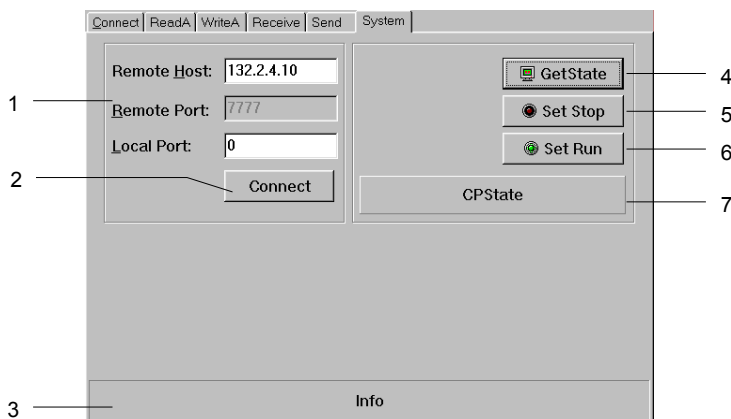 Connect ReadA WriteA Receive Send System
Remote Host: 132.2.4.10
GetState
4
1
Remote Port: 7777
Set Stop
5
Local Port: 0
Set Run
6
2
Connect
CPState
7
3
Info